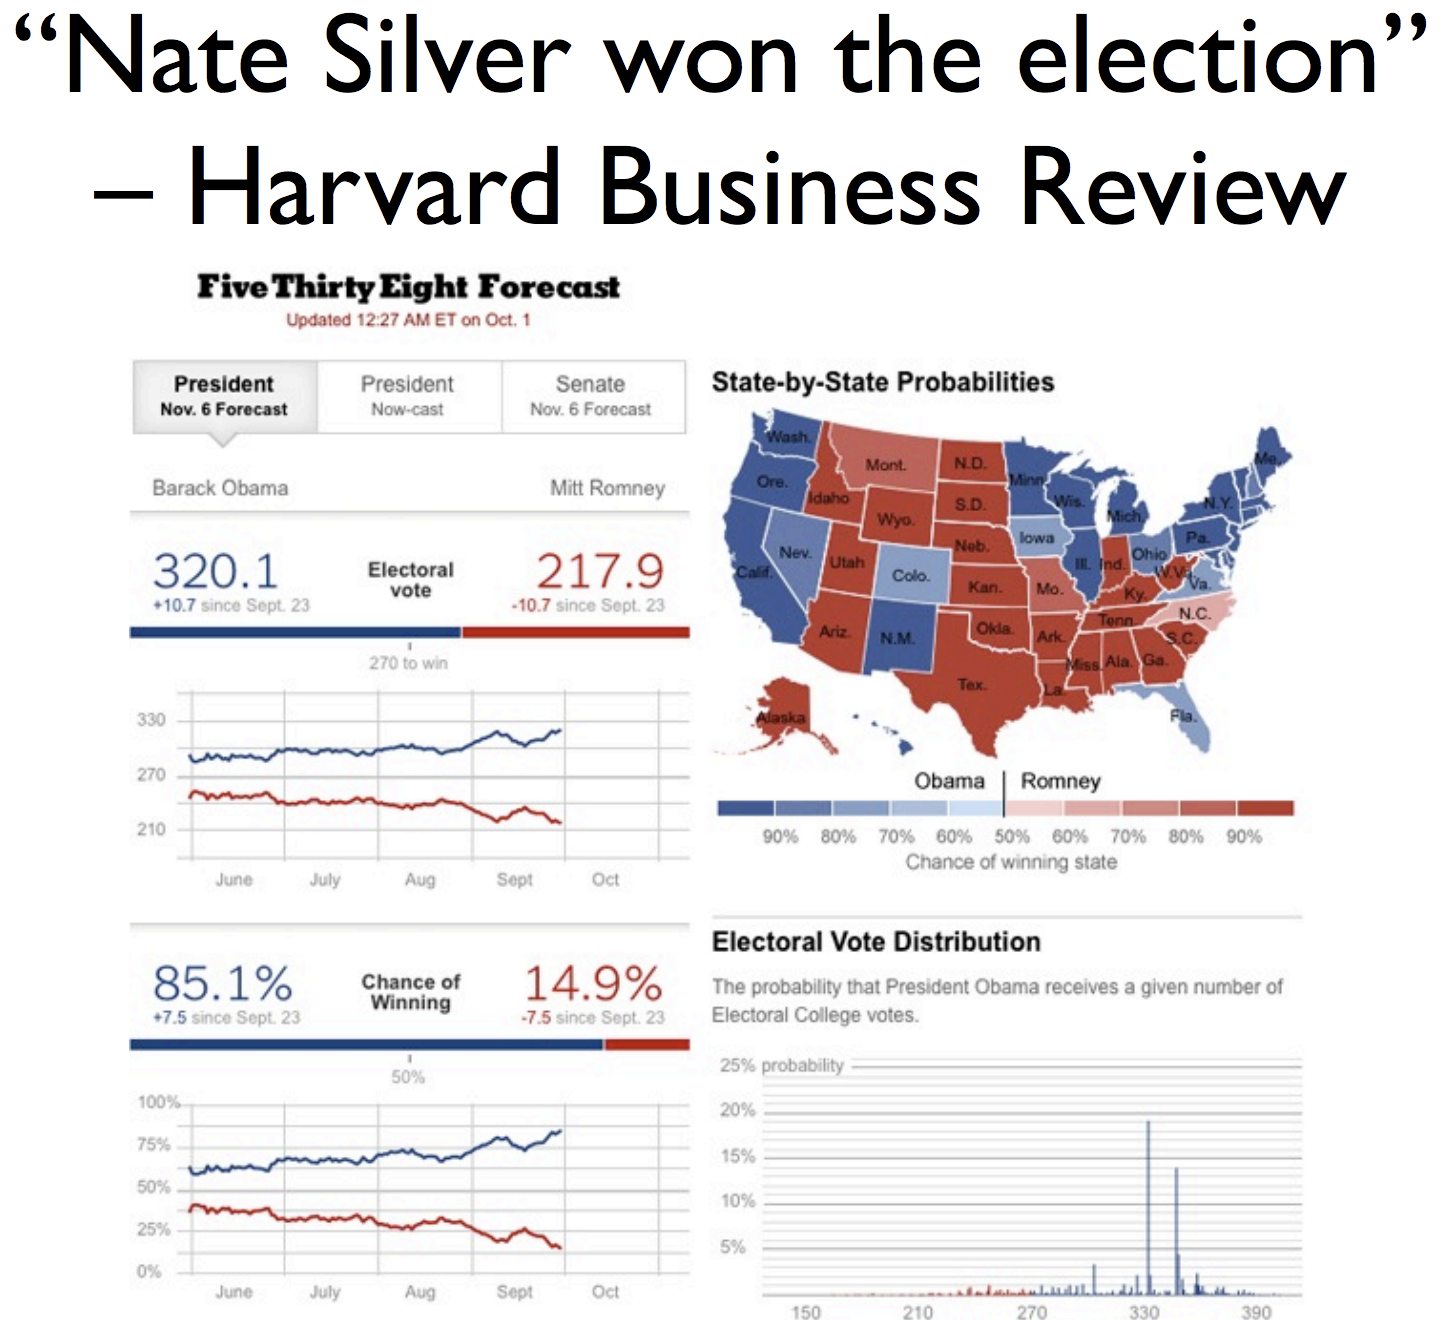 “Nate Silver won the election”
– Harvard Business Review
FiveThirtyEight Forecast
Updated 12:27 AM ET on Oct. 1
President
Nov. 6 Forecast
President
Now-cast
Senate
Nov. 6 Forecast
Barack Obama
Mitt Romney
320.1
+10.7 since Sept. 23
Electoral
vote
217.9
-10.7 since Sept. 23
270 to win
330
270
210
June July Aug Sept Oct
85.1%
+7.5 since Sept. 23
Chance of
Winning
14.9%
-7.5 since Sept. 23
50%
100%
75%
50%
25%
0%
June July Aug Sept Oct
State-by-State Probabilities
Wash.
Ore.
Calif.
Nev.
Idaho
Mont.
Wyo.
Utah
Colo.
Ariz.
N.M.
N.D.
S.D.
Neb.
Kan.
Okla.
Tex.
Minn.
Iowa
Mo.
Ark.
La.
Wis.
Ill.
Mich.
Ind.
Ohio
Ky.
Tenn.
Miss.
Ala.
Ga.
Fla.
S.C.
N.C.
Va.
W.Va.
Pa.
N.Y.
Me.
Alaska
Obama Romney
90% 80% 70% 60% 50% 60% 70% 80% 90%
Chance of winning state
Electoral Vote Distribution
The probability that President Obama receives a given number of
Electoral College votes.
25% probability
20%
15%
10%
5%
150 210 270 330 390